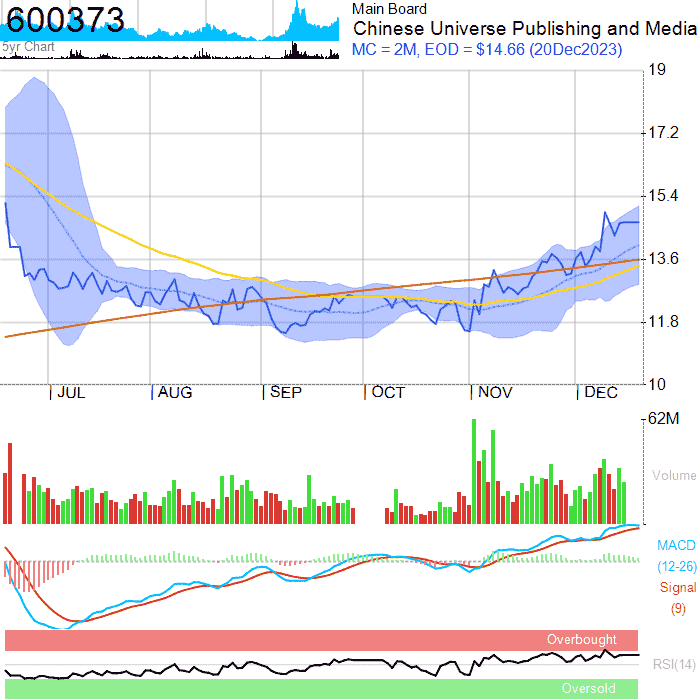 600373
5yr Chart
Main Board
Chinese Universe Publishing and Media
MC = 2M, EOD = $14.66 (20Dec2023)
19
17.2
15.4
13.6
11.8
10
JUL AUG SEP OCT NOV DEC
62M
Volume
MACD
(12-26)
Signal
(9)
Overbought
RSI(14)
Oversold